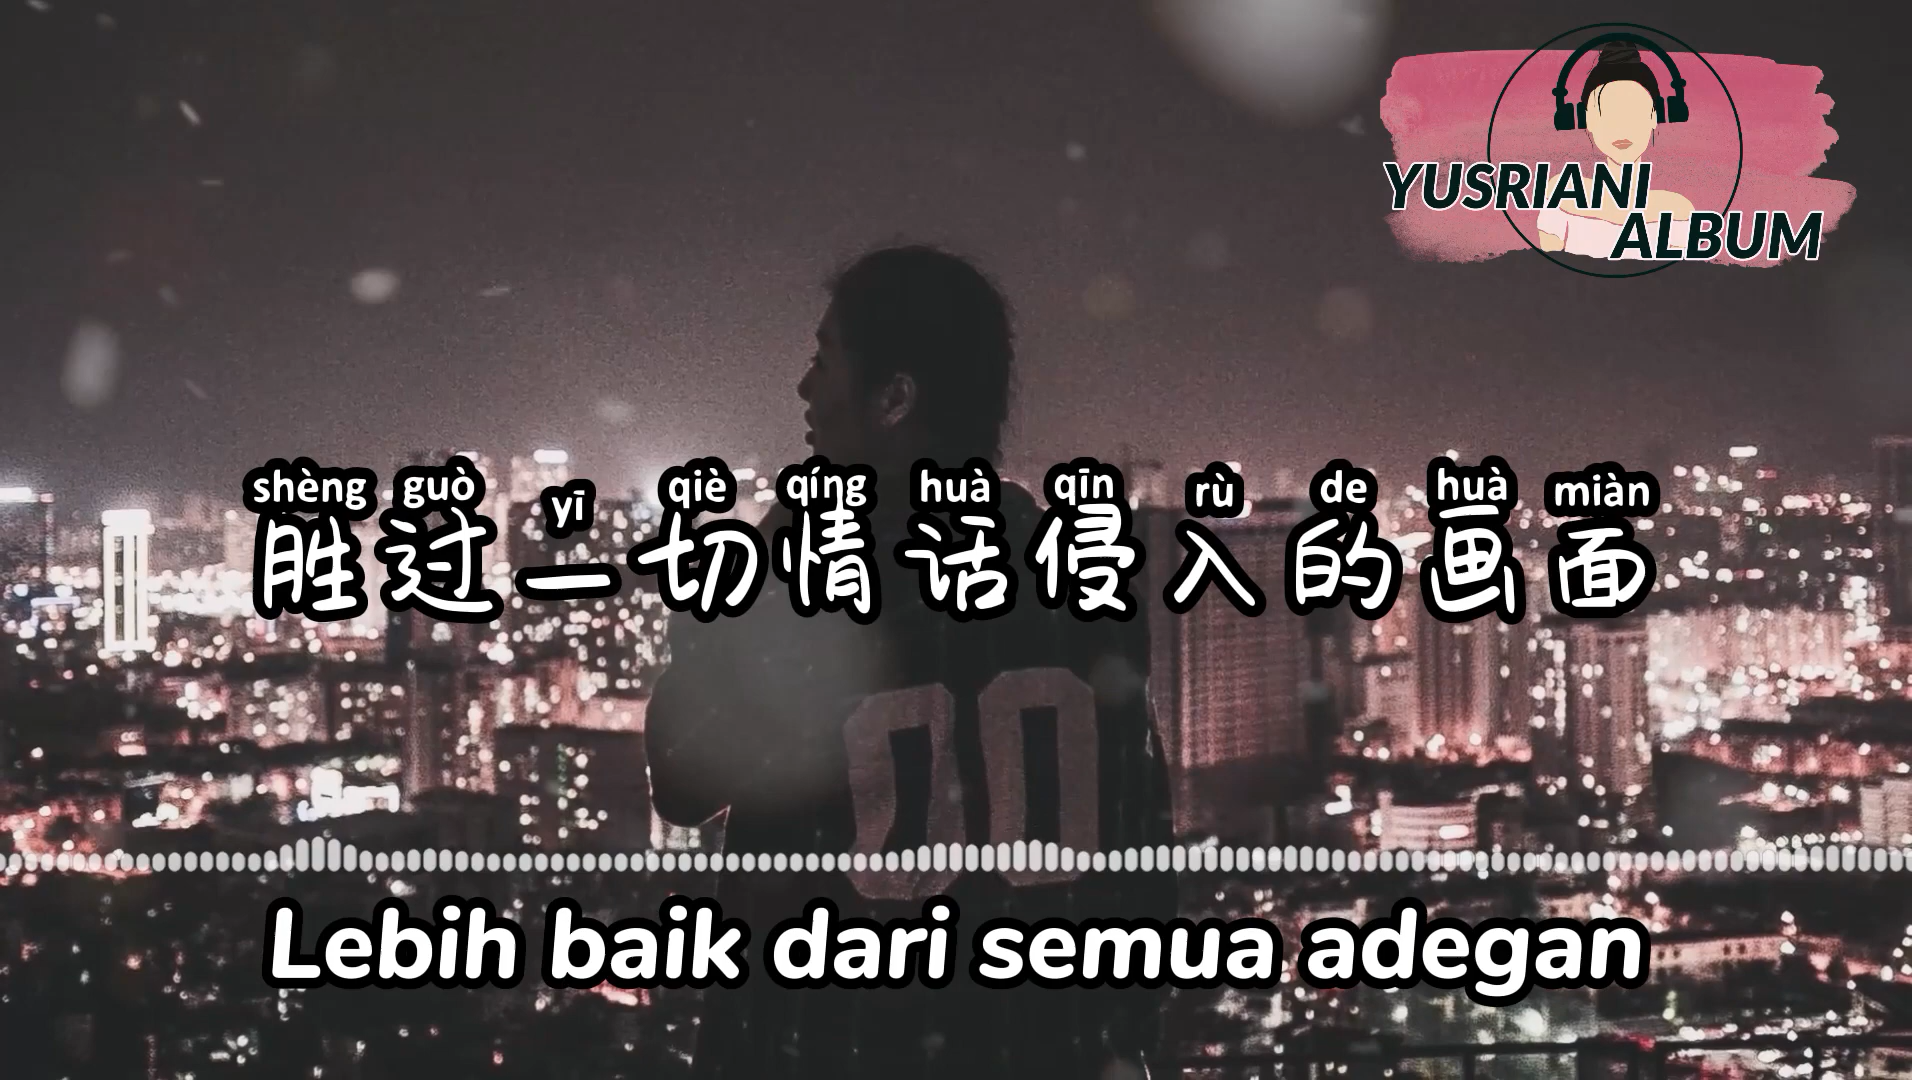 YUSRIANI
ALBUM
shèng guò yī qiè qíng huà qīn rù de huà miàn
胜过一切情话侵入的画面
00
Lebih baik dari semua adegan